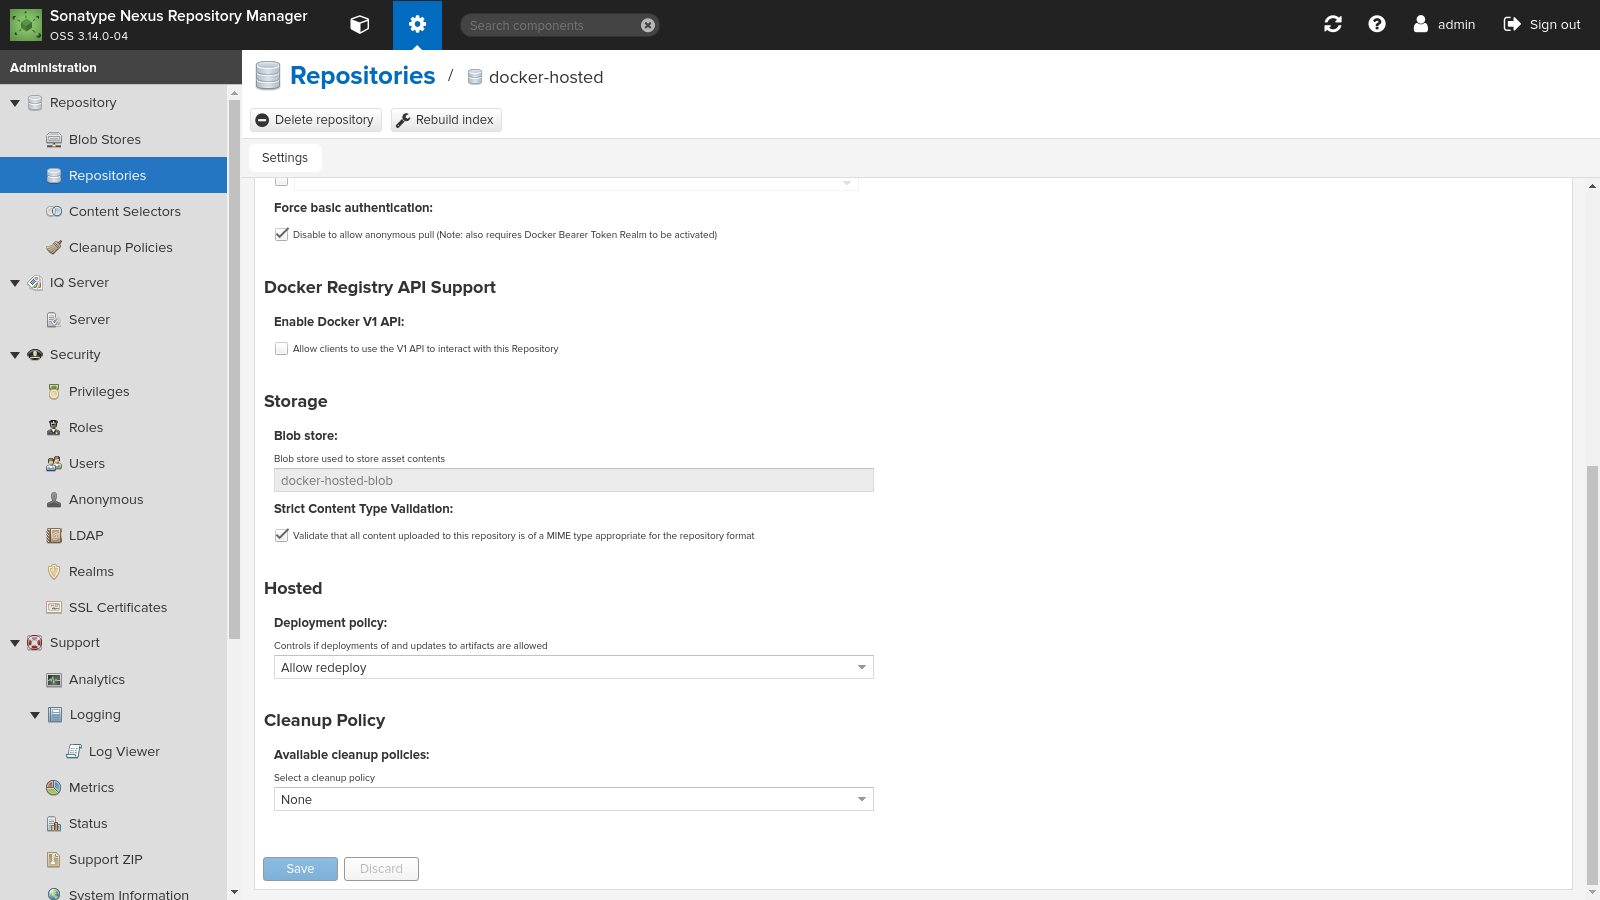 Sonatype Nexus Repository Manager
OSS 3.14.0-04
Search components
admin
Sign out
Administration
Repository
Blob Stores
Repositories
Content Selectors
Cleanup Policies
IQ Server
Server
Security
Privileges
Roles
Users
Anonymous
LDAP
Realms
SSL Certificates
Support
Analytics
Logging
Log Viewer
Metrics
Status
Support ZIP
System Information
Repositories / docker-hosted
Delete repository
Rebuild index
Settings
Force basic authentication:
Disable to allow anonymous pull (Note: also requires Docker Bearer Token Realm to be activated)
Docker Registry API Support
Enable Docker V1 API:
Allow clients to use the V1 API to interact with this Repository
Storage
Blob store:
Blob store used to store asset contents
docker-hosted-blob
Strict Content Type Validation:
Validate that all content uploaded to this repository is of a MIME type appropriate for the repository format
Hosted
Deployment policy:
Controls if deployments of and updates to artifacts are allowed
Allow redeploy
Cleanup Policy
Available cleanup policies:
Select a cleanup policy
None
Save
Discard